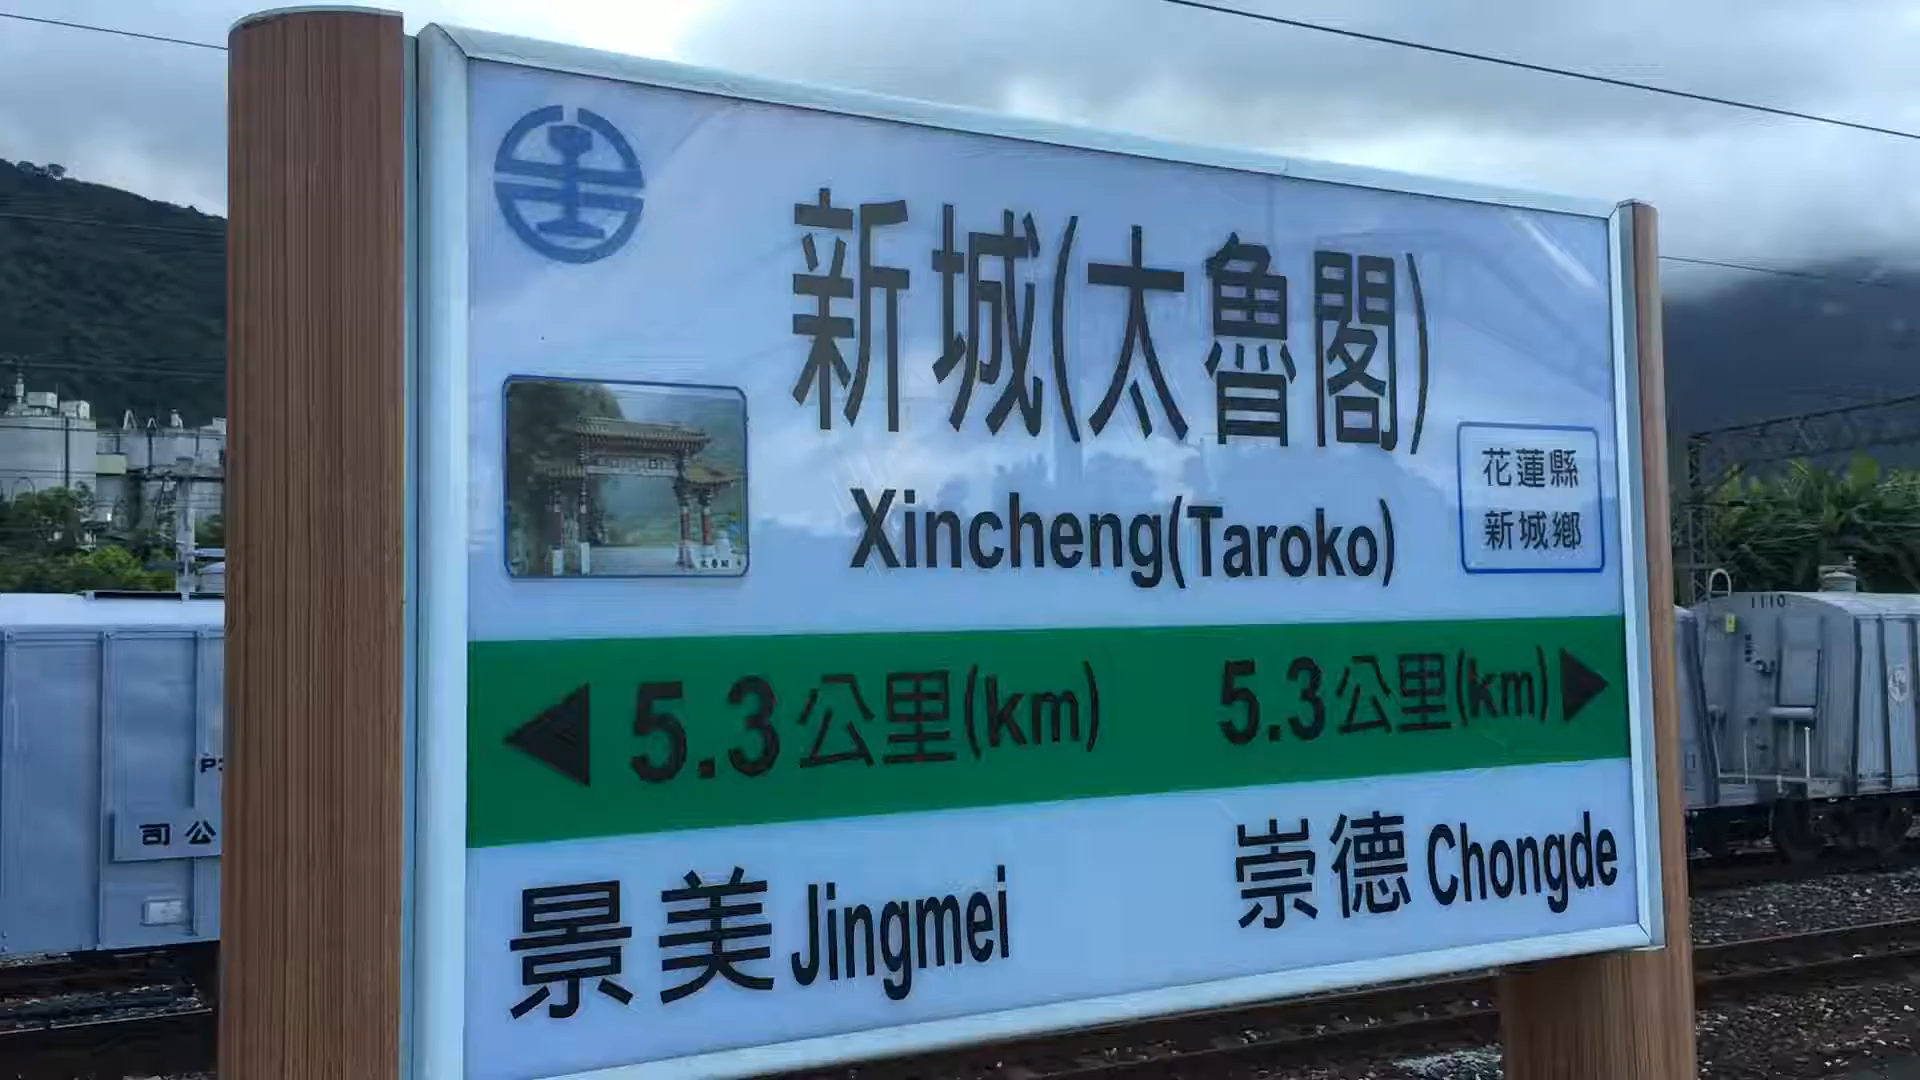 新城(太魯閣)
Xincheng(Taroko)
花蓮縣
新城鄉
5.3公里(km)
5.3公里(km)
景美 Jingmei
崇德 Chongde
司公
1110